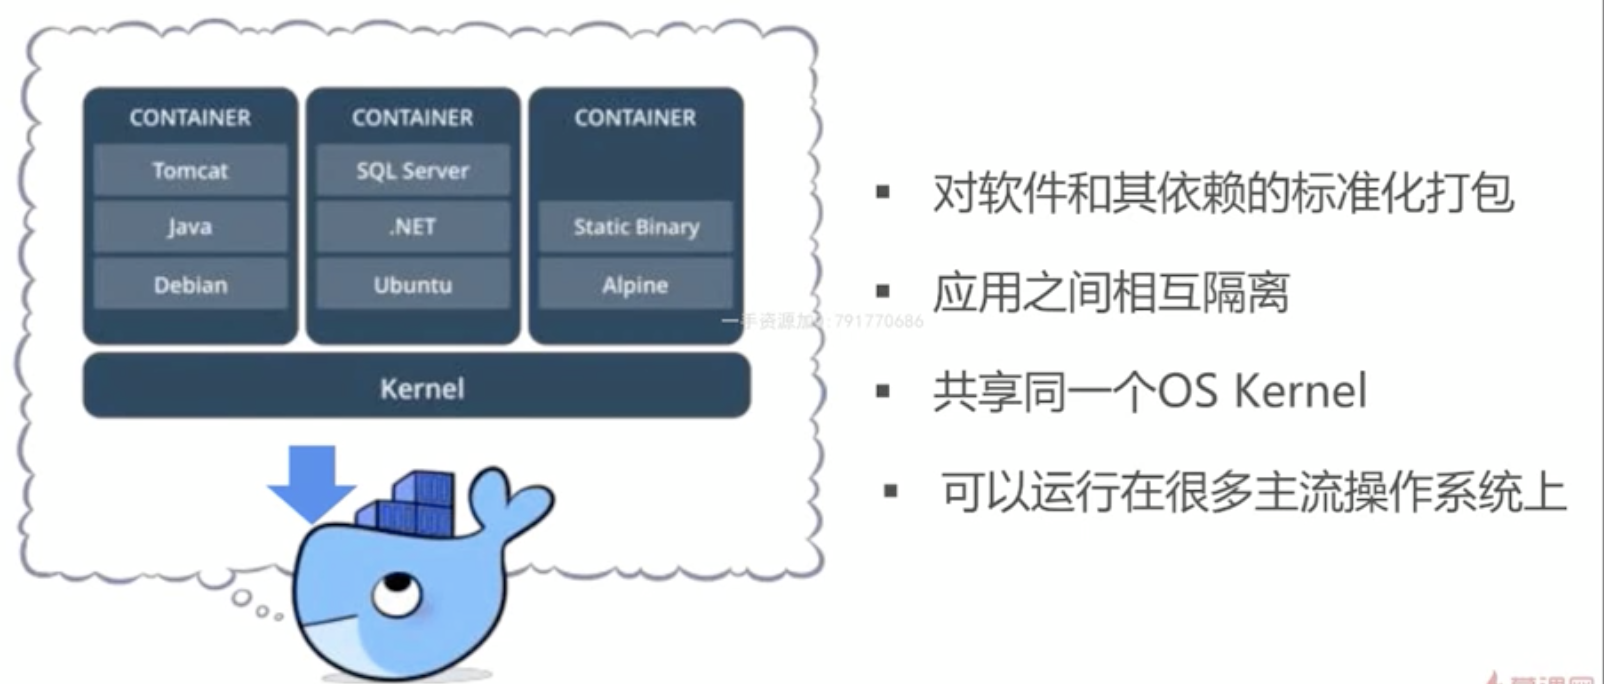 CONTAINER
Tomcat
Java
Debian
CONTAINER
SQL Server
.NET
Ubuntu
CONTAINER
Static Binary
Alpine
Kernel
▪ 对软件和其依赖的标准化打包
▪ 应用之间相互隔离
▪ 共享同一个OS Kernel
▪ 可以运行在很多主流操作系统上
一手资源加Q:791770686